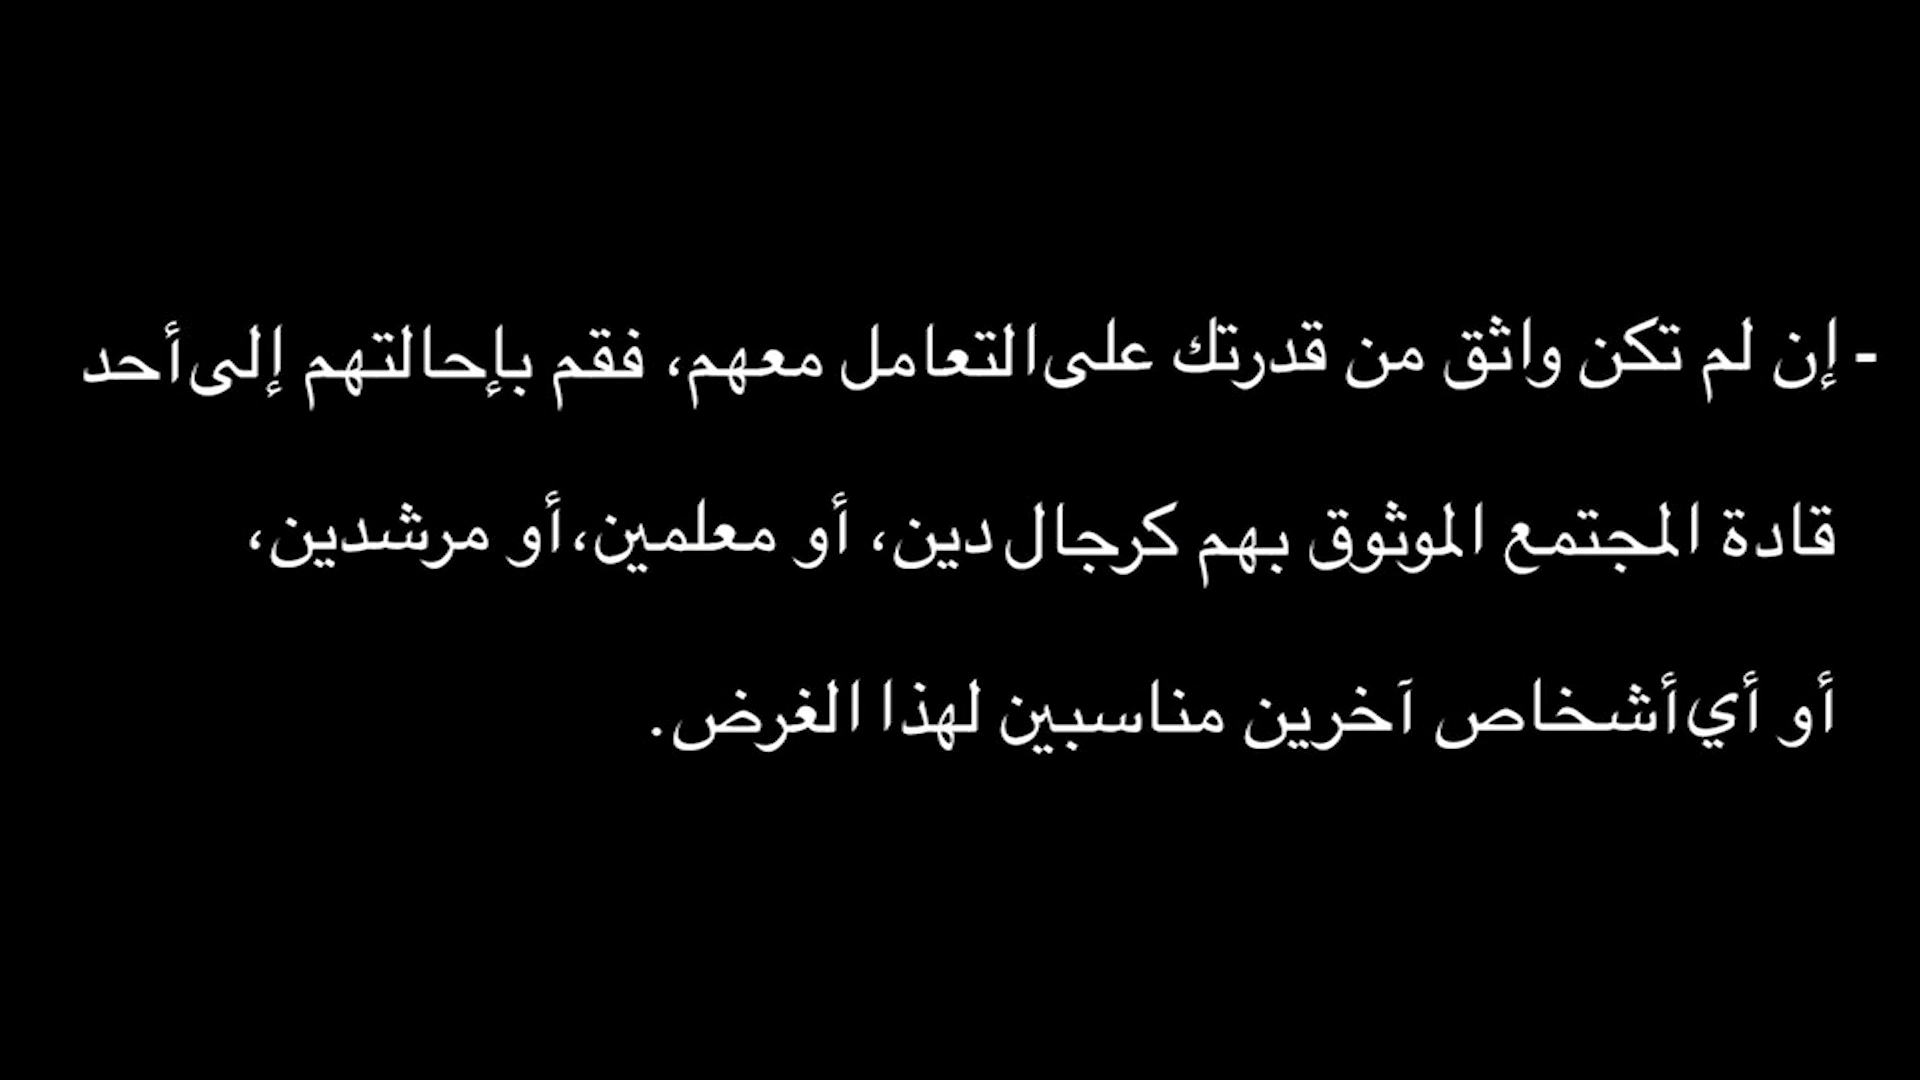 - إن لم تكن واثق من قدرتك على التعامل معهم، فقم بإحالتهم إلى أحد
قادة المجتمع الموثوق بهم كرجال دين، أو معلمين، أو مرشدين،
أو أي أشخاص آخرين مناسبين لهذا الغرض.